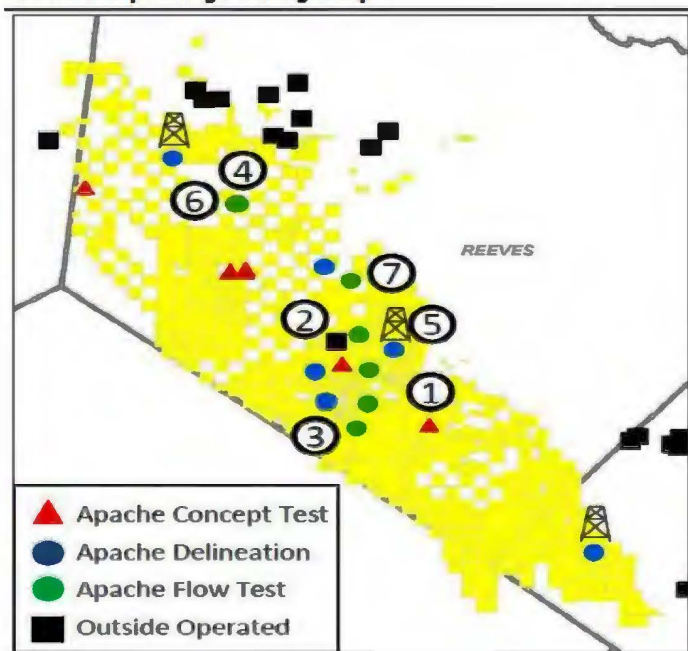 4
6
REEVES
7
2
5
1
3
Apache Concept Test
Apache Delineation
Apache Flow Test
Outside Operated